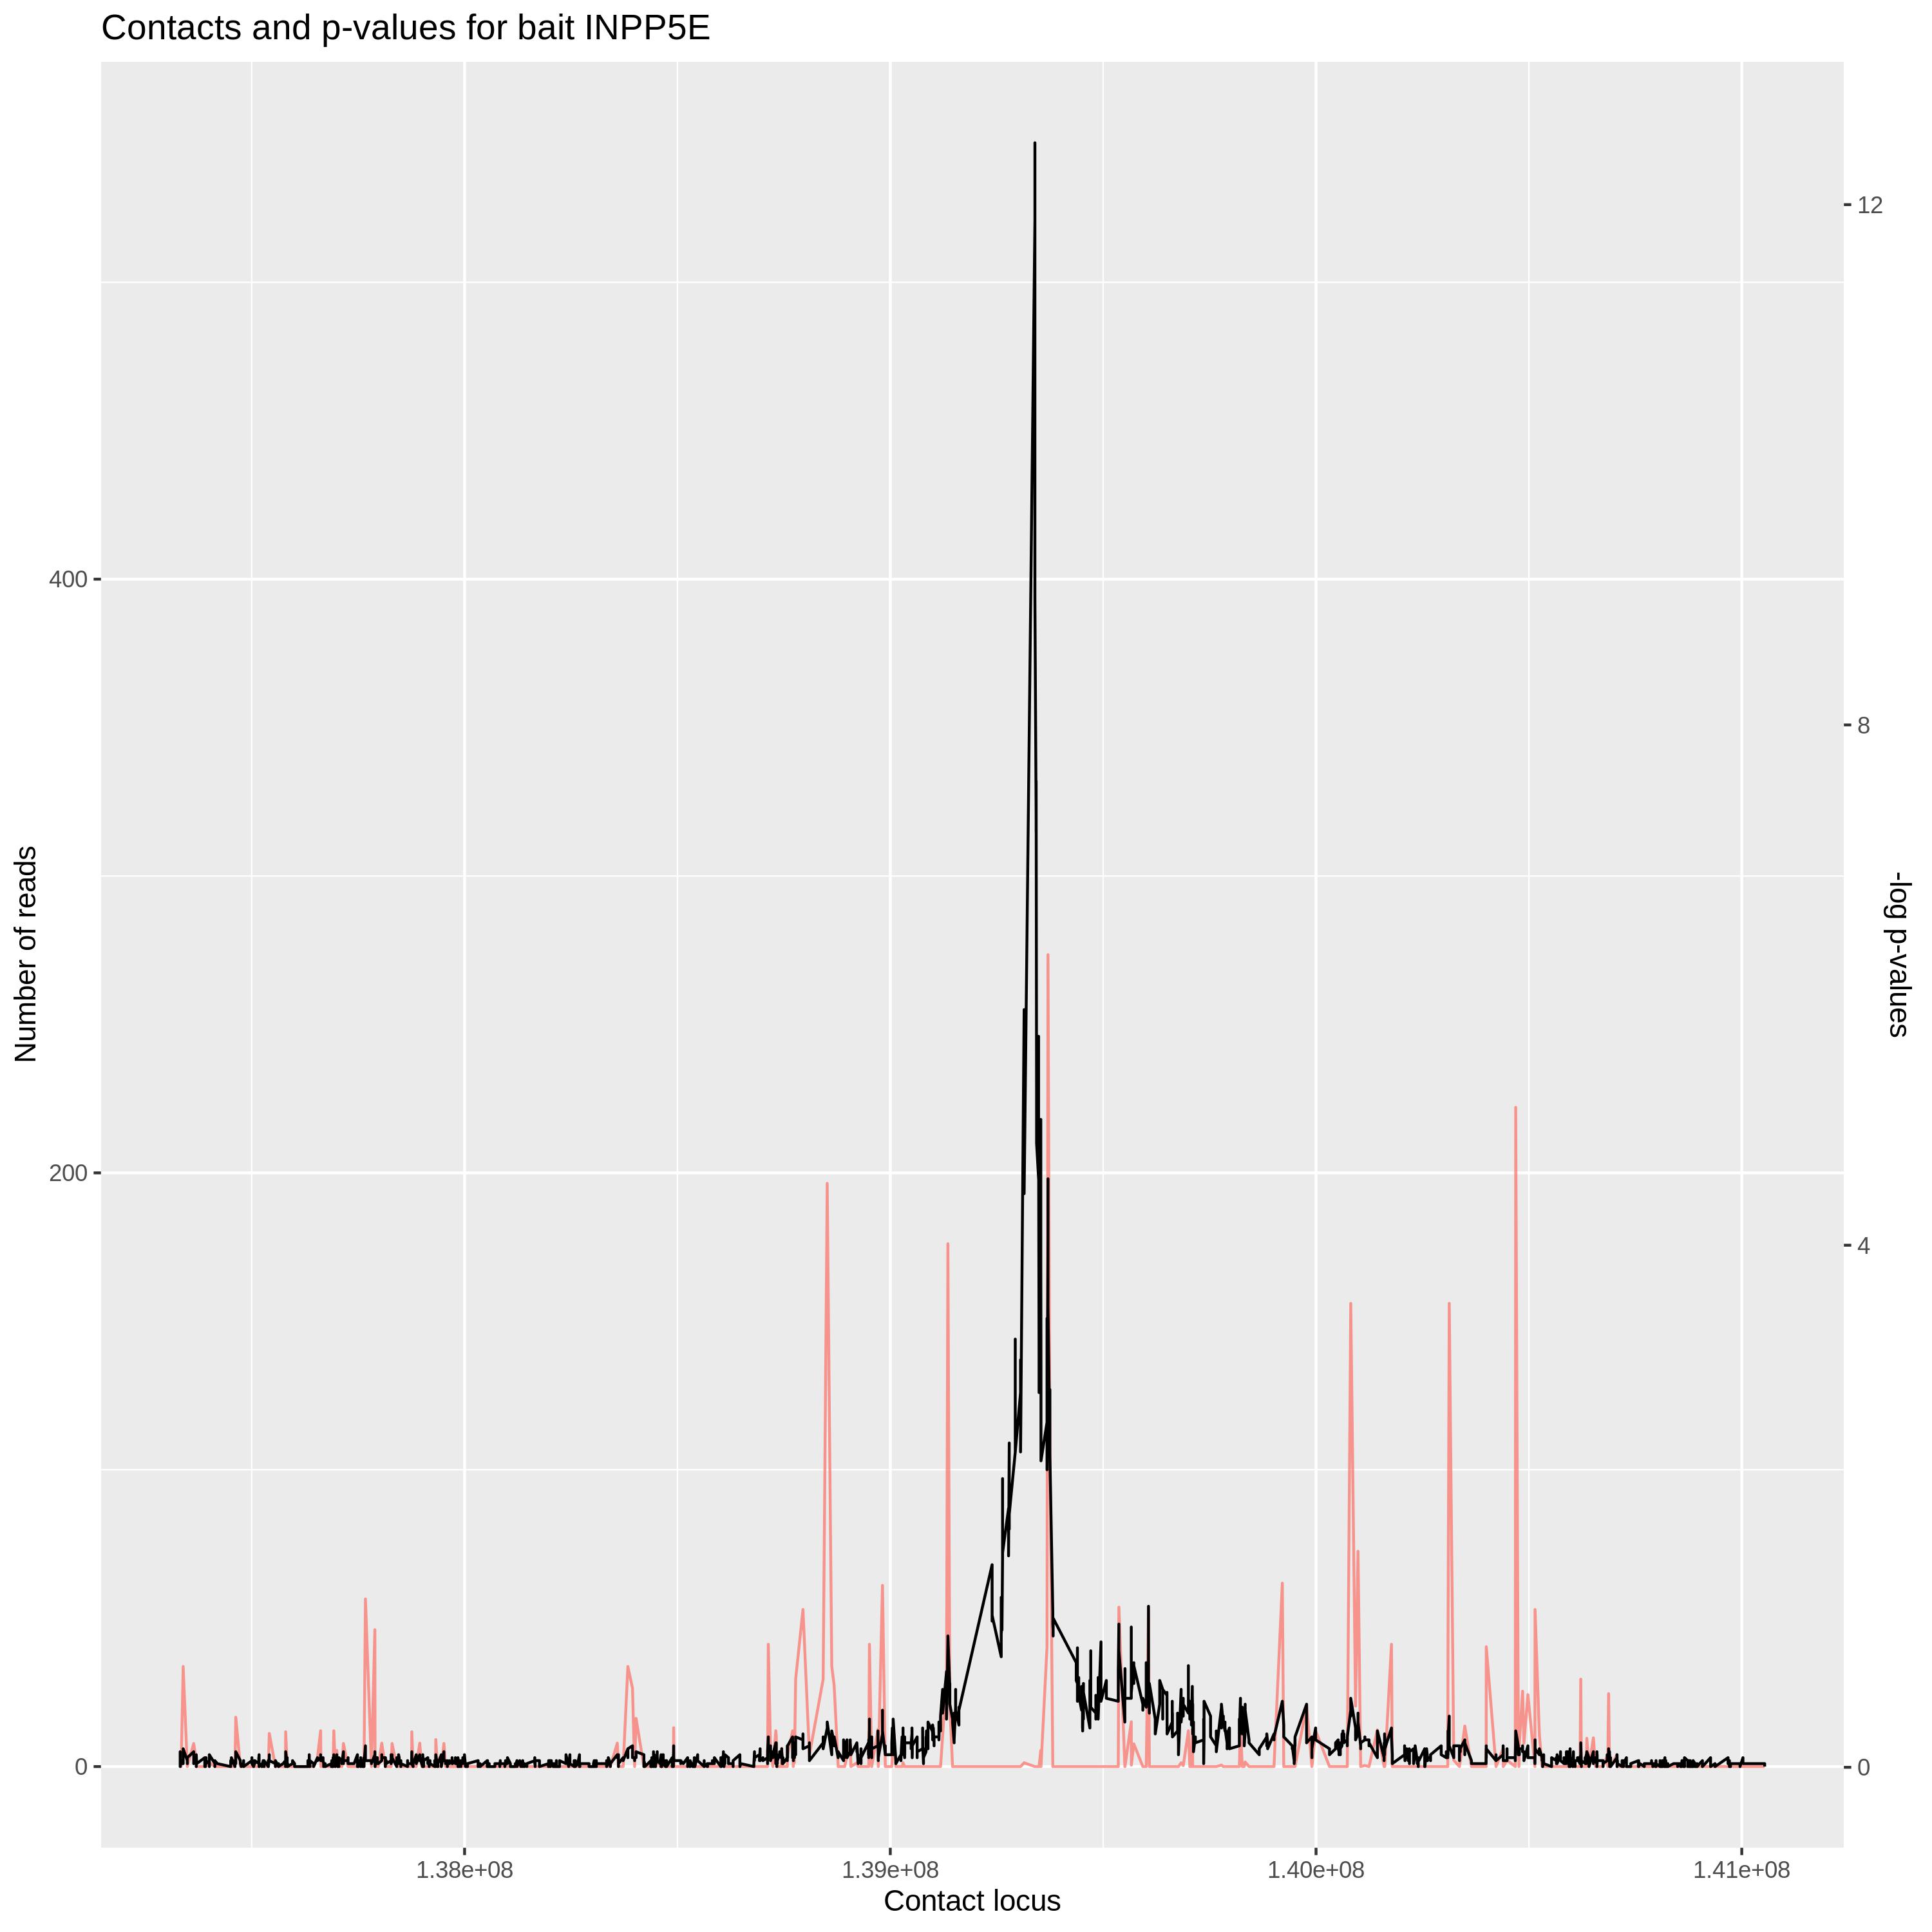 Contacts and p-values for bait INPP5E
Number of reads
400
200
0
12
8
4
0
-log p-values
1.38e+08
1.39e+08
1.40e+08
1.41e+08
Contact locus